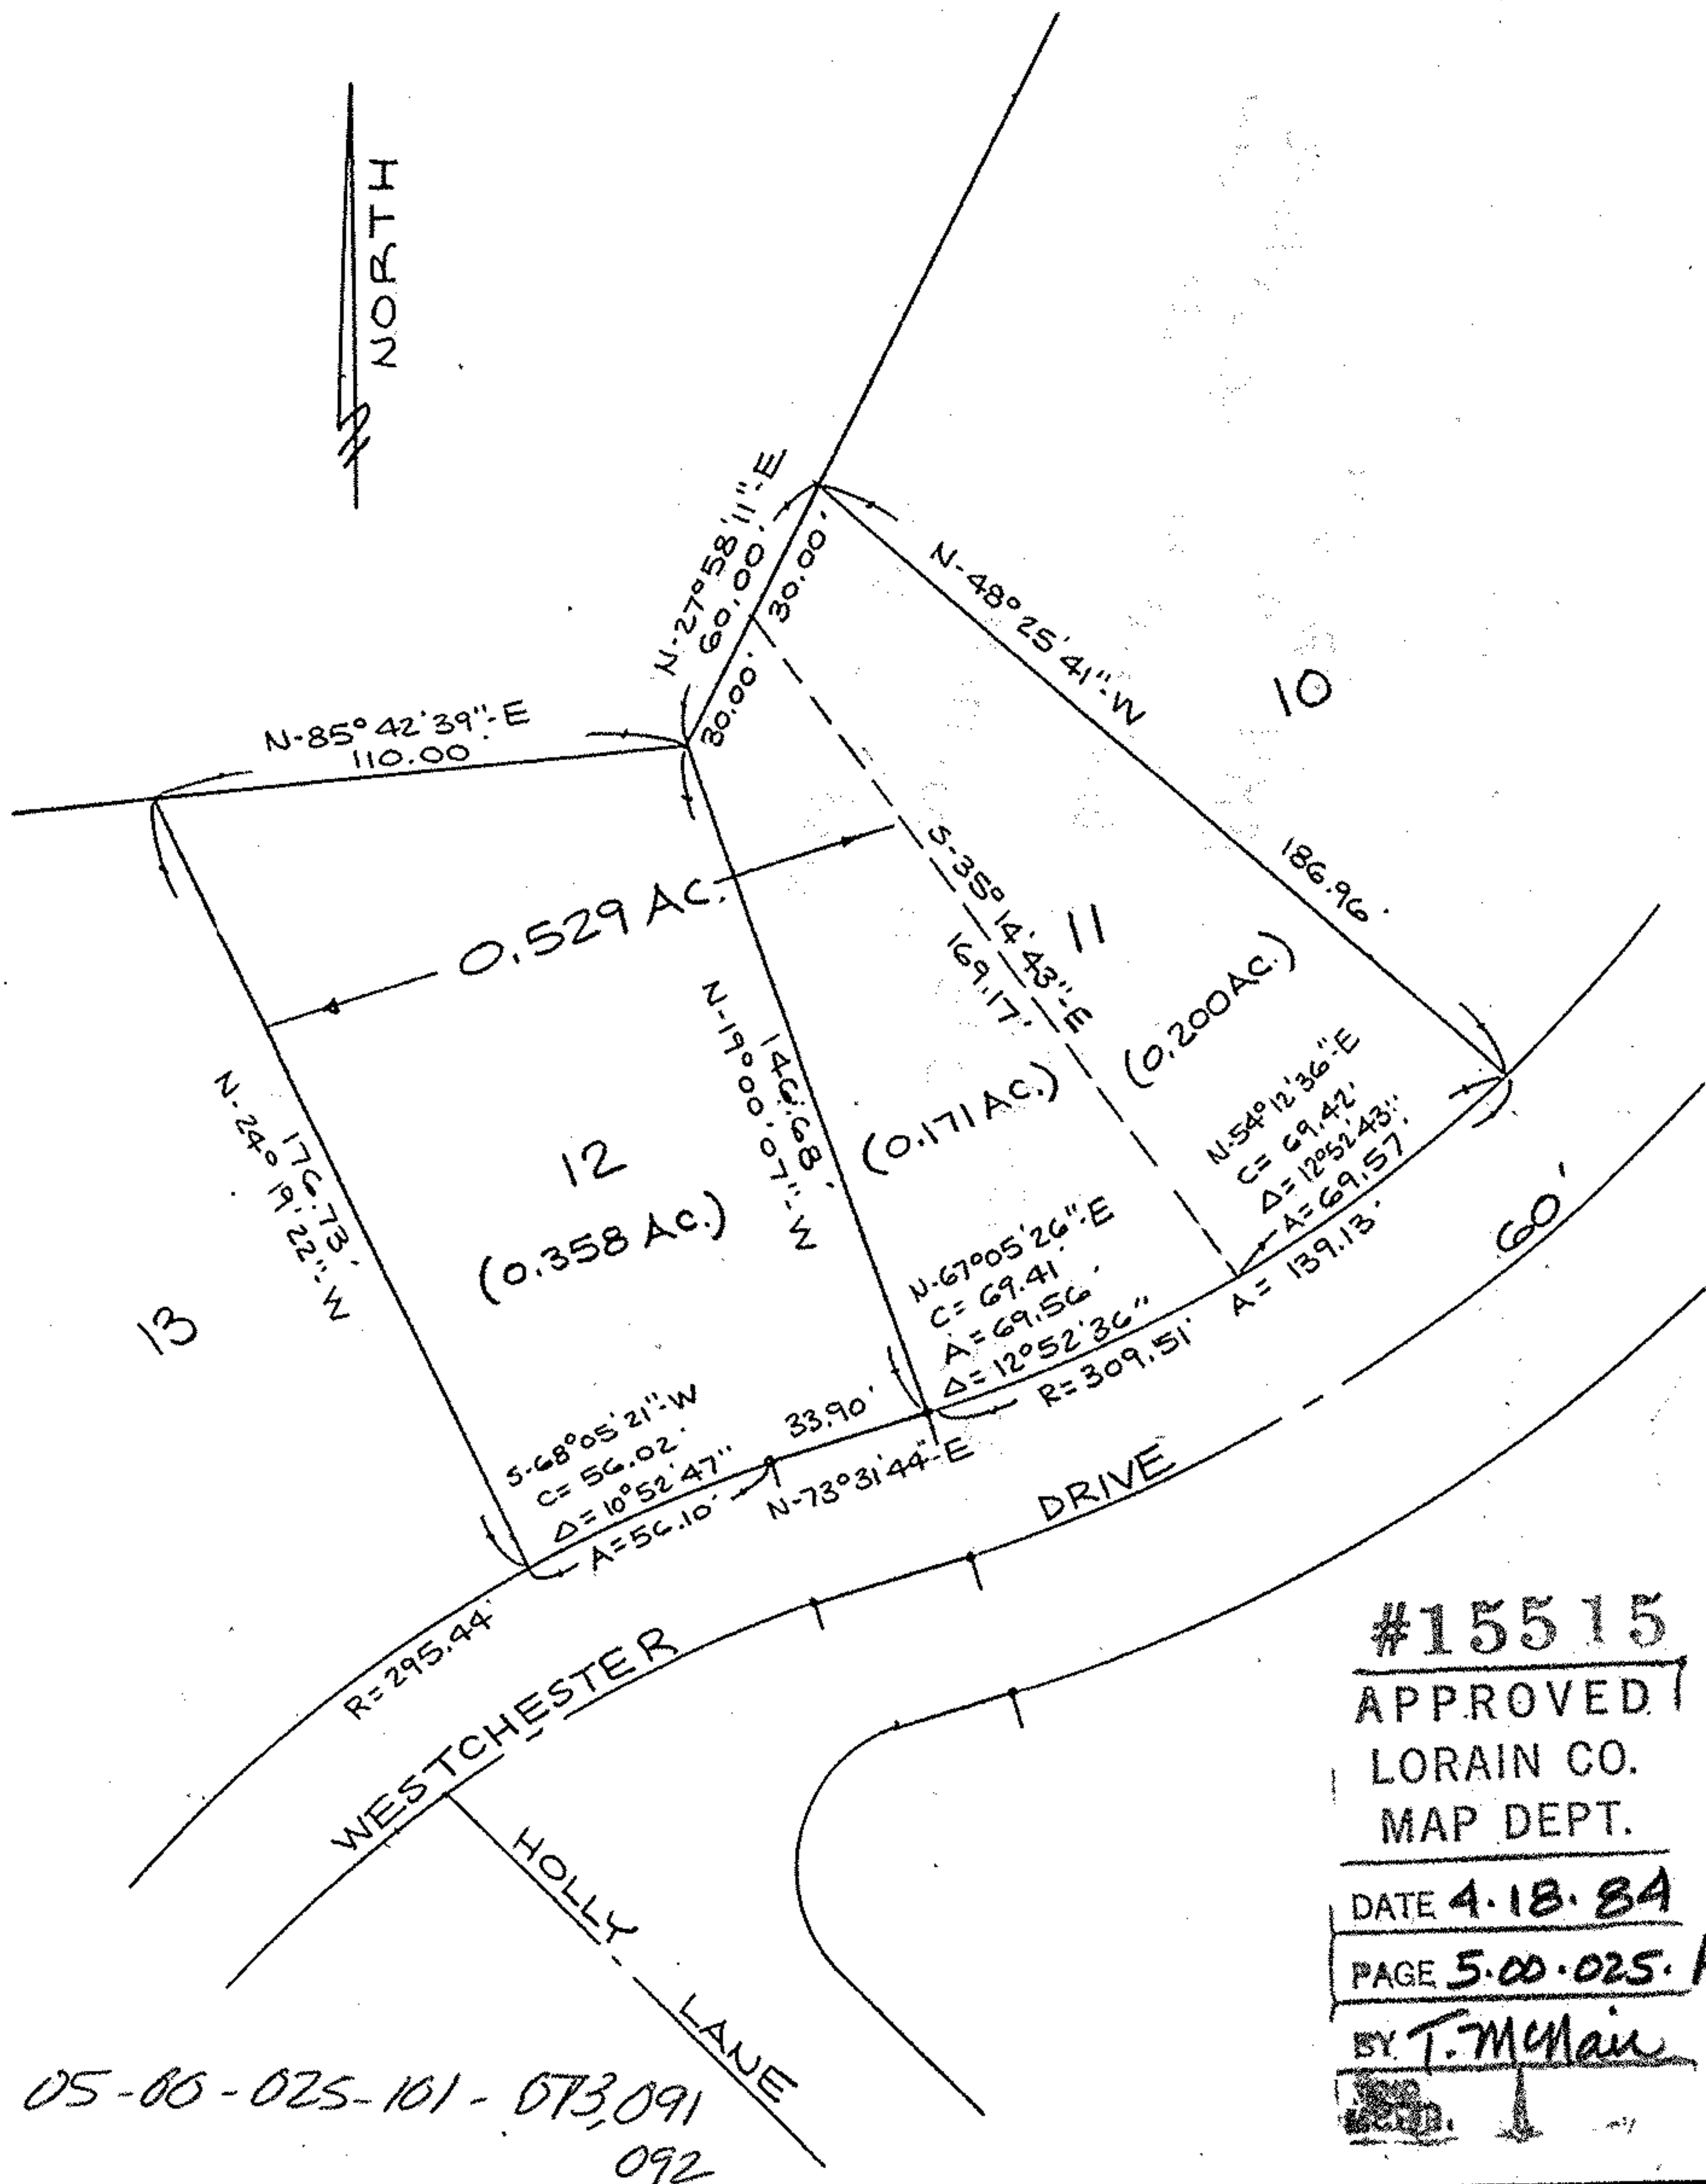 NORTH
N-27°58'11"-E
60.00'
30.00'
30.00'
N-48°25'41"-W
186.96'
10
N-85°42'39"-E
110.00'
0.529 AC.
S-35°14'43"-E
169.17'
11
(0.200 AC.)
(0.171 AC.)
146.68'
N-19°00'07"-W
176.73'
N-24°19'22"-W
12
(0.358 AC.)
13
N-54°12'36"-E
C= 69.42'
Δ= 12°52'43"
A= 69.57'
A= 139.13'
60'
N-67°05'26"-E
C= 69.41'
A= 69.56'
Δ= 12°52'36"
R= 309.51'
S-68°05'21"-W
C= 56.02'
Δ= 10°52'47"
A= 56.10'
33.90'
N-73°31'44"-E
R= 295.44'
WESTCHESTER DRIVE
HOLLY LANE
#15515
APPROVED
LORAIN CO.
MAP DEPT.
DATE 4.18.84
PAGE 5.00.025.
BY T. McNair
05-00-025-101-073,091
092